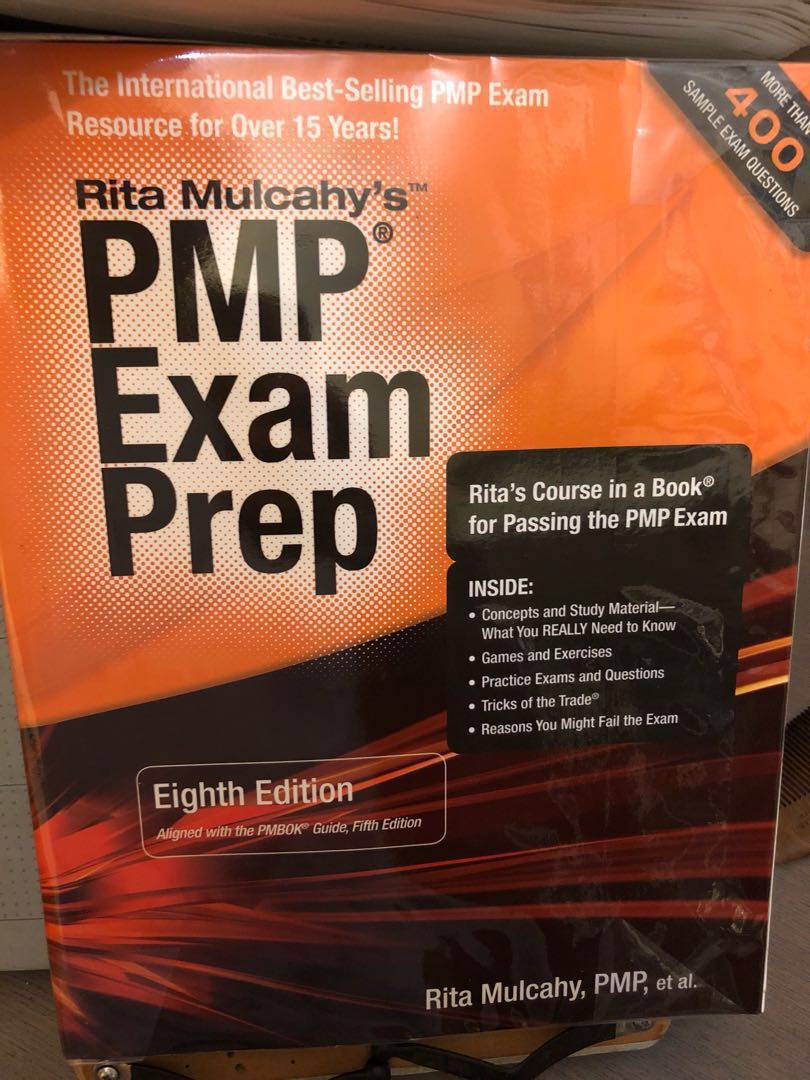 The International Best-Selling PMP Exam
Resource for Over 15 Years!
MORE THAN
400
SAMPLE EXAM QUESTIONS
Rita Mulcahy's™
PMP®
Exam
Prep
Rita's Course in a Book®
for Passing the PMP Exam
INSIDE:
• Concepts and Study Material—
What You REALLY Need to Know
• Games and Exercises
• Practice Exams and Questions
• Tricks of the Trade®
• Reasons You Might Fail the Exam
Eighth Edition
Aligned with the PMBOK® Guide, Fifth Edition
Rita Mulcahy, PMP, et al.